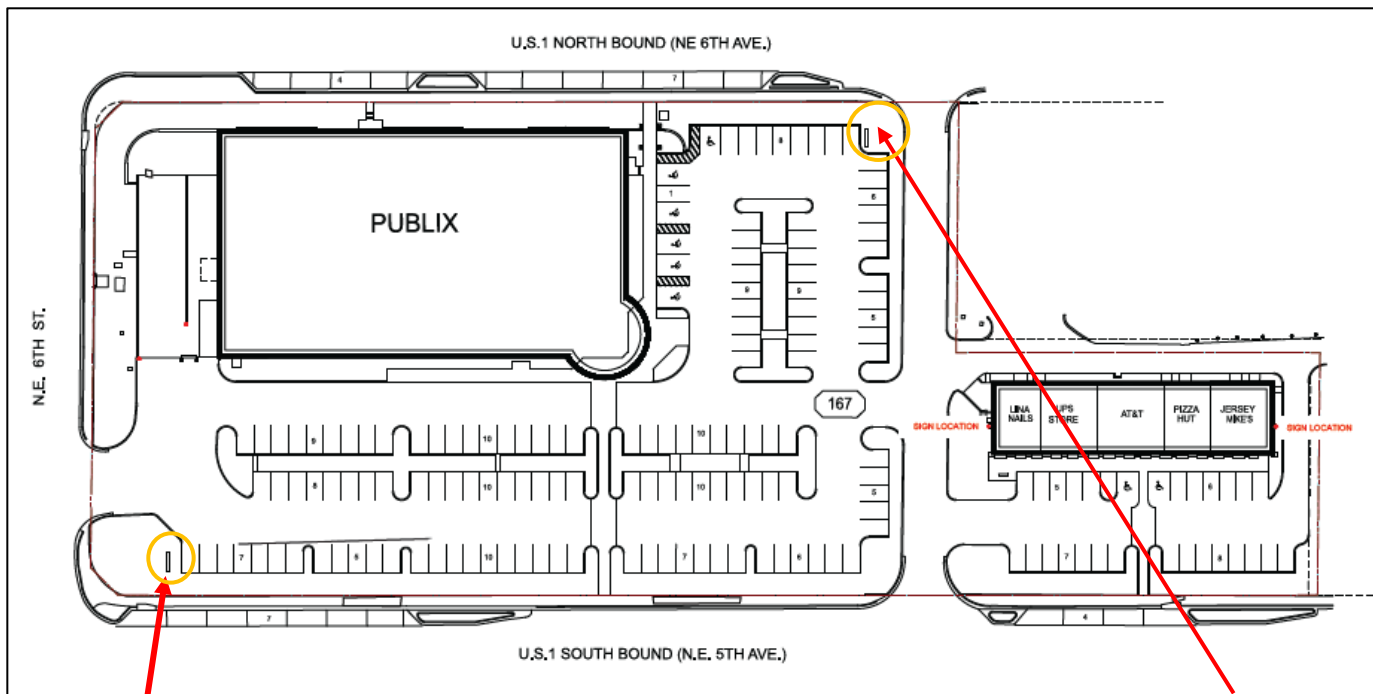 U.S.1 NORTH BOUND (NE 6TH AVE.)
4
7
8
PUBLIX
1
6
9
9
5
N.E. 6TH ST.
167
LINA
NAILS
UPS
STORE
AT&T
PIZZA
HUT
JERSEY
MIKE'S
SIGN LOCATION
SIGN LOCATION
9
10
10
8
10
10
5
5
6
7
10
7
6
7
8
7
4
U.S.1 SOUTH BOUND (N.E. 5TH AVE.)